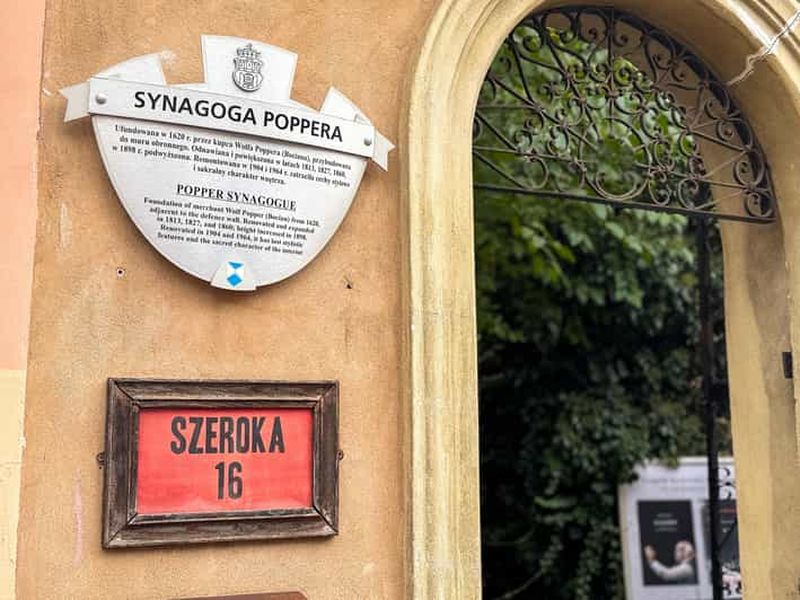 SYNAGOGA POPPERA
Ufundowana w 1620 r. przez kupca Wolfa Poppera (Bociana), przybudowana
do muru obronnego. Odnawiana i powiększona w latach 1813, 1827, 1860,
w 1898 r. podwyższona. Remontowana w 1904 i 1964 r. zatraciła cechy stylowe
i sakralny charakter wnętrza.
POPPER SYNAGOGUE
Foundation of merchant Wolf Popper (Bocian) from 1620,
adjacent to the defence wall. Renovated and expanded
in 1813, 1827, and 1860; height increased in 1898.
Renovated in 1904 and 1964, it has lost stylistic
features and the sacred character of the interior
SZEROKA
16